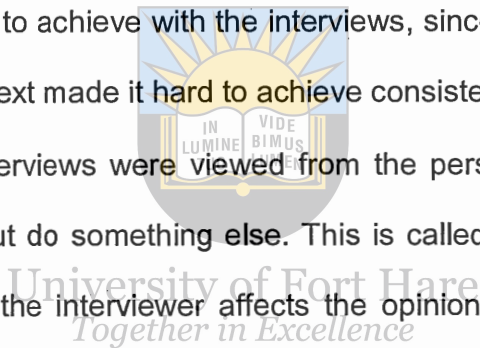 to achieve with the interviews, sinc
ext made it hard to achieve consiste
IN VIDE
LUMINE BIMUS
LUMEN
erviews were viewed from the pers
ut do something else. This is called
University of Fort Hare
the interviewer affects the opinion
Together in Excellence